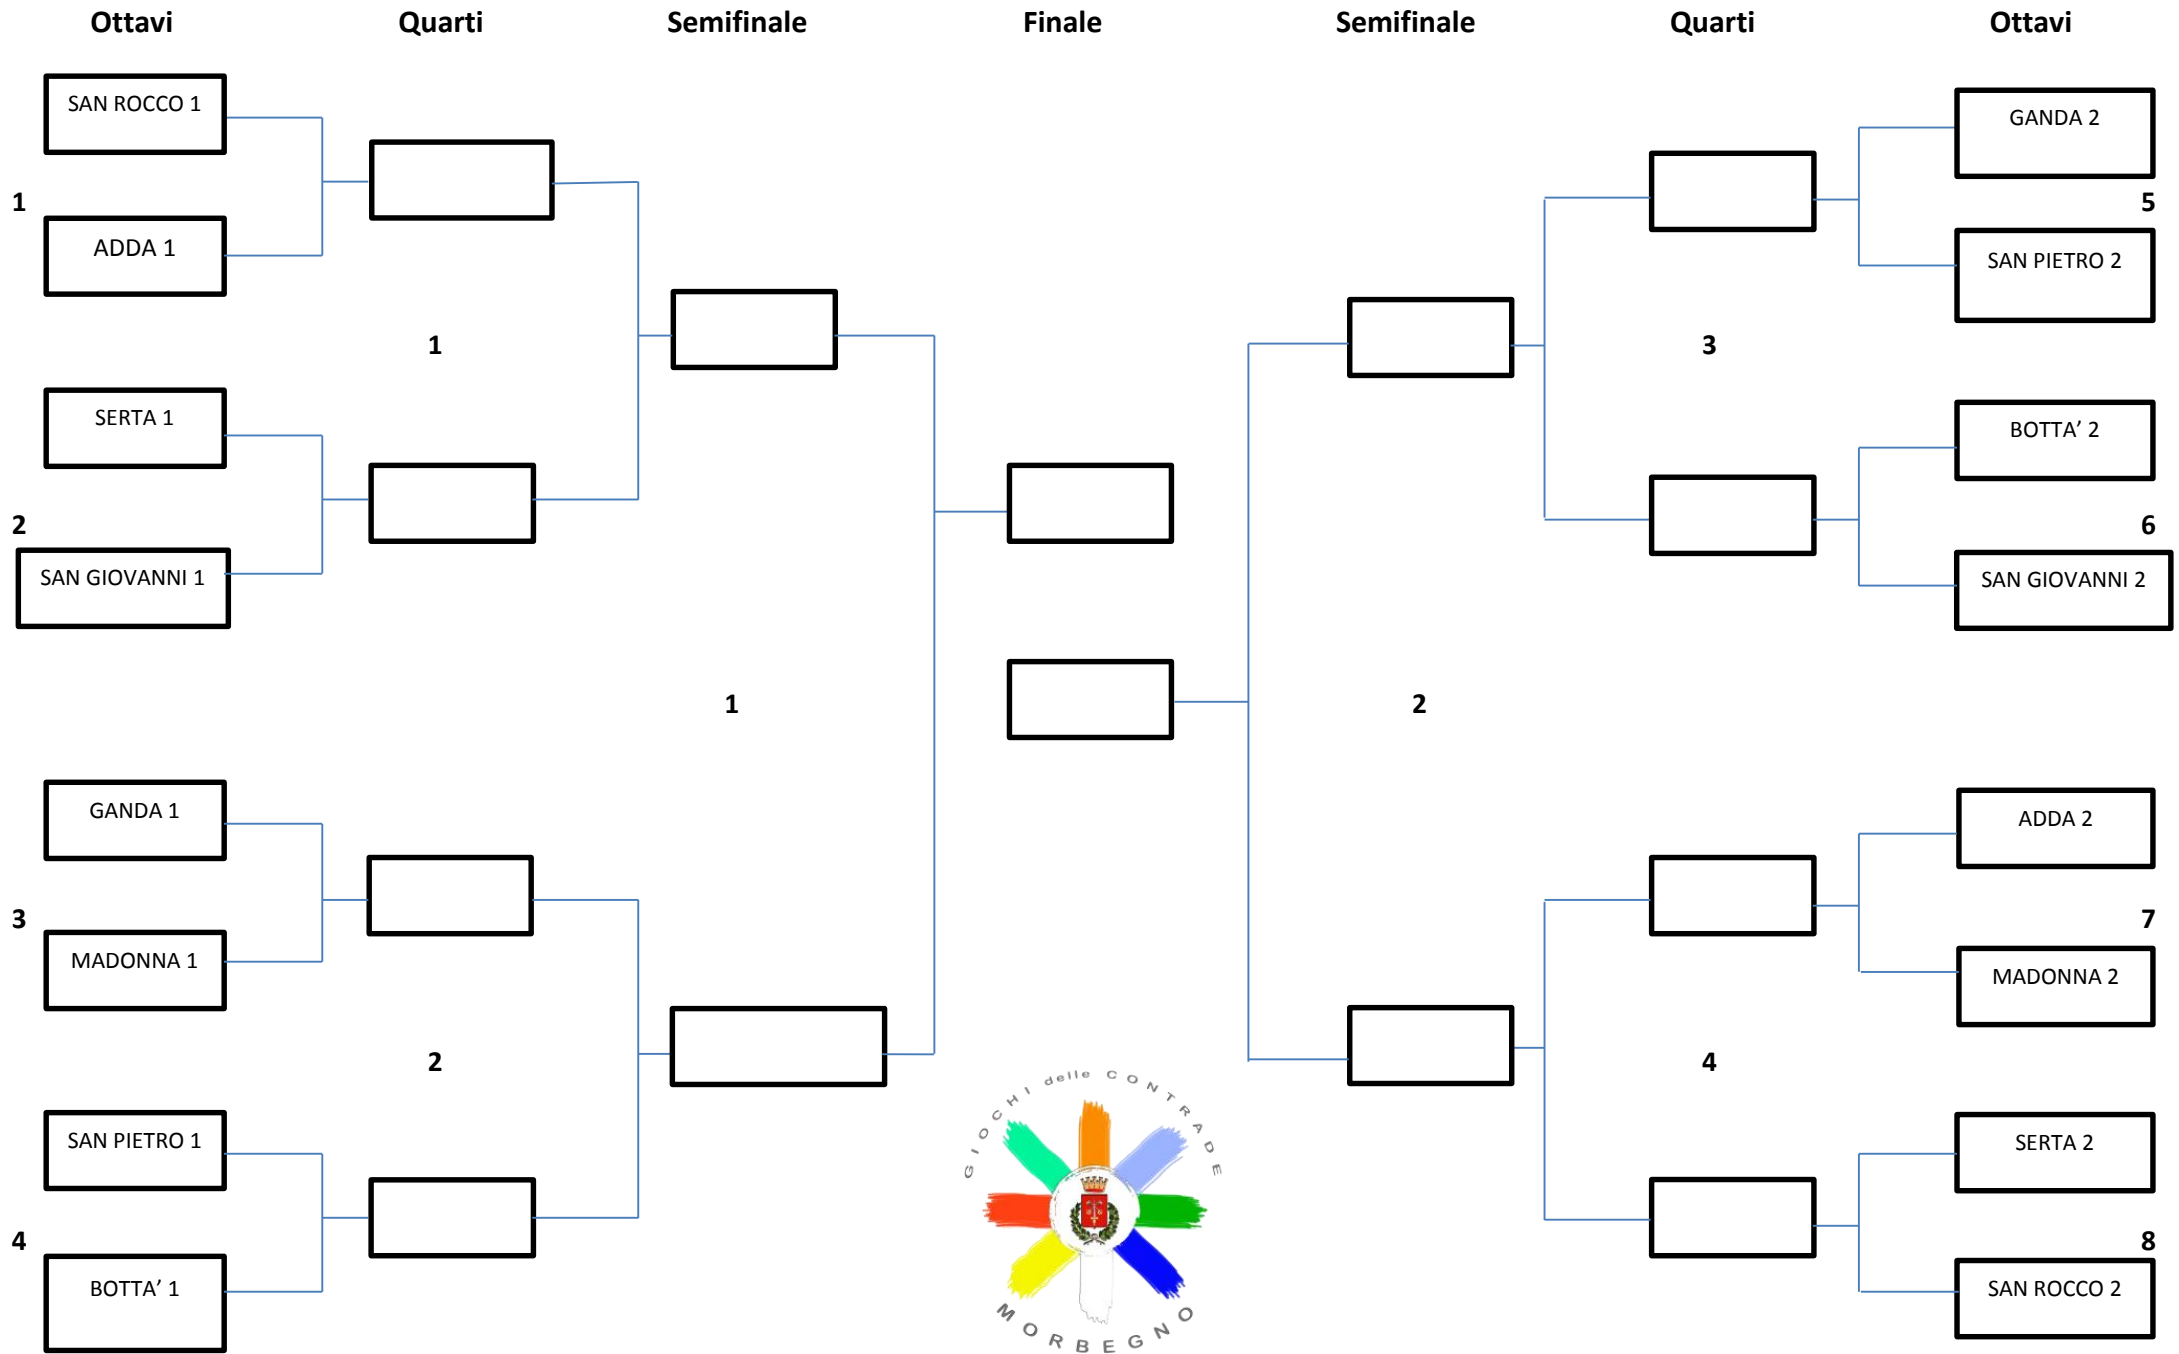 Ottavi Quarti Semifinale Finale Semifinale Quarti Ottavi
SAN ROCCO 1
1
ADDA 1
1
SERTA 1
2
SAN GIOVANNI 1
1
GANDA 1
3
MADONNA 1
2
SAN PIETRO 1
4
BOTTA’ 1
GANDA 2
5
SAN PIETRO 2
3
BOTTA’ 2
6
SAN GIOVANNI 2
2
ADDA 2
7
MADONNA 2
4
SERTA 2
8
SAN ROCCO 2
GIOCHI delle CONTRADE
MORBEGNO